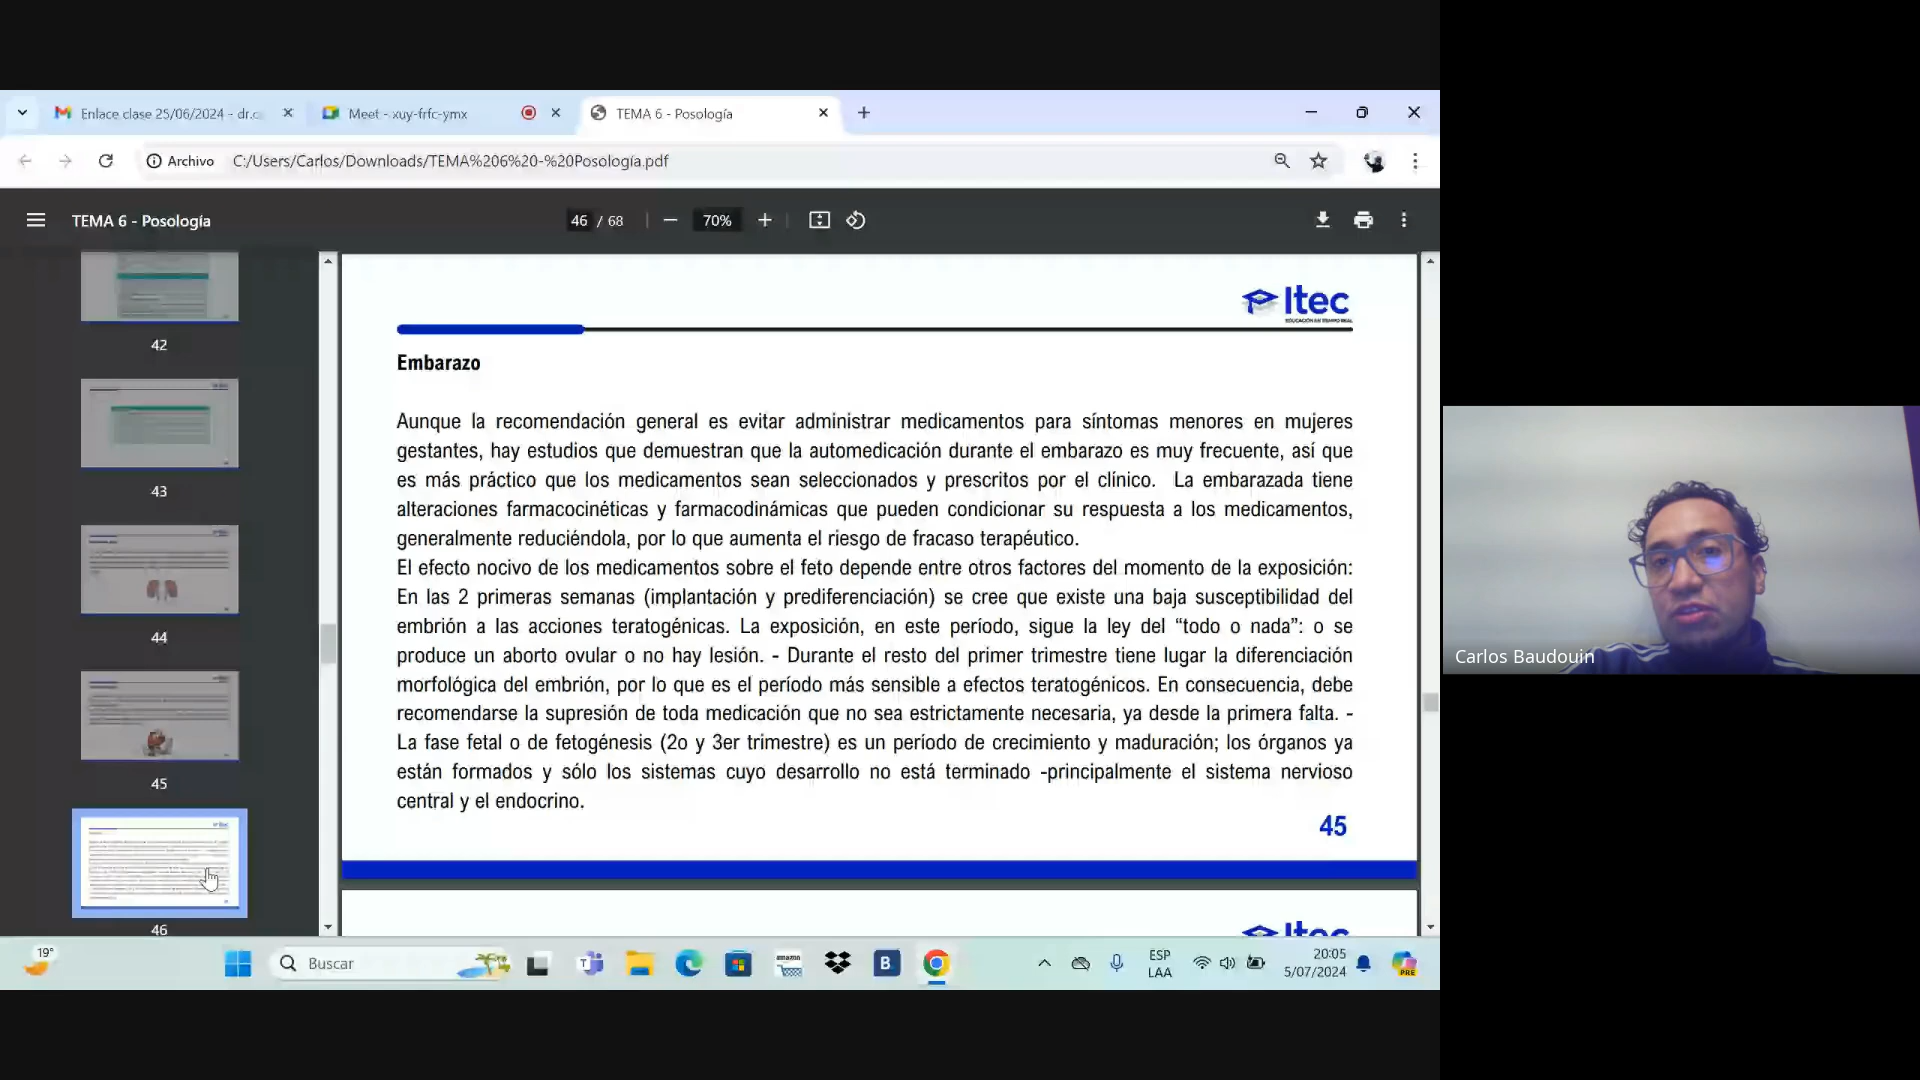 Enlace clase 25/06/2024 - dr.c
Meet - xuy-frfc-ymx
TEMA 6 - Posología
Archivo
C:/Users/Carlos/Downloads/TEMA%206%20-%20Posología.pdf
TEMA 6 - Posología
46 / 68
70%
42
43
44
45
46
Itec
EDUCACIÓN EN TIEMPO REAL
Embarazo
Aunque la recomendación general es evitar administrar medicamentos para síntomas menores en mujeres
gestantes, hay estudios que demuestran que la automedicación durante el embarazo es muy frecuente, así que
es más práctico que los medicamentos sean seleccionados y prescritos por el clínico. La embarazada tiene
alteraciones farmacocinéticas y farmacodinámicas que pueden condicionar su respuesta a los medicamentos,
generalmente reduciéndola, por lo que aumenta el riesgo de fracaso terapéutico.
El efecto nocivo de los medicamentos sobre el feto depende entre otros factores del momento de la exposición:
En las 2 primeras semanas (implantación y prediferenciación) se cree que existe una baja susceptibilidad del
embrión a las acciones teratogénicas. La exposición, en este período, sigue la ley del “todo o nada”: o se
produce un aborto ovular o no hay lesión. - Durante el resto del primer trimestre tiene lugar la diferenciación
morfológica del embrión, por lo que es el período más sensible a efectos teratogénicos. En consecuencia, debe
recomendarse la supresión de toda medicación que no sea estrictamente necesaria, ya desde la primera falta. -
La fase fetal o de fetogénesis (2o y 3er trimestre) es un período de crecimiento y maduración; los órganos ya
están formados y sólo los sistemas cuyo desarrollo no está terminado -principalmente el sistema nervioso
central y el endocrino.
45
Itec
Carlos Baudouin
19°
Buscar
amazon
B
ESP
LAA
20:05
5/07/2024
PRE